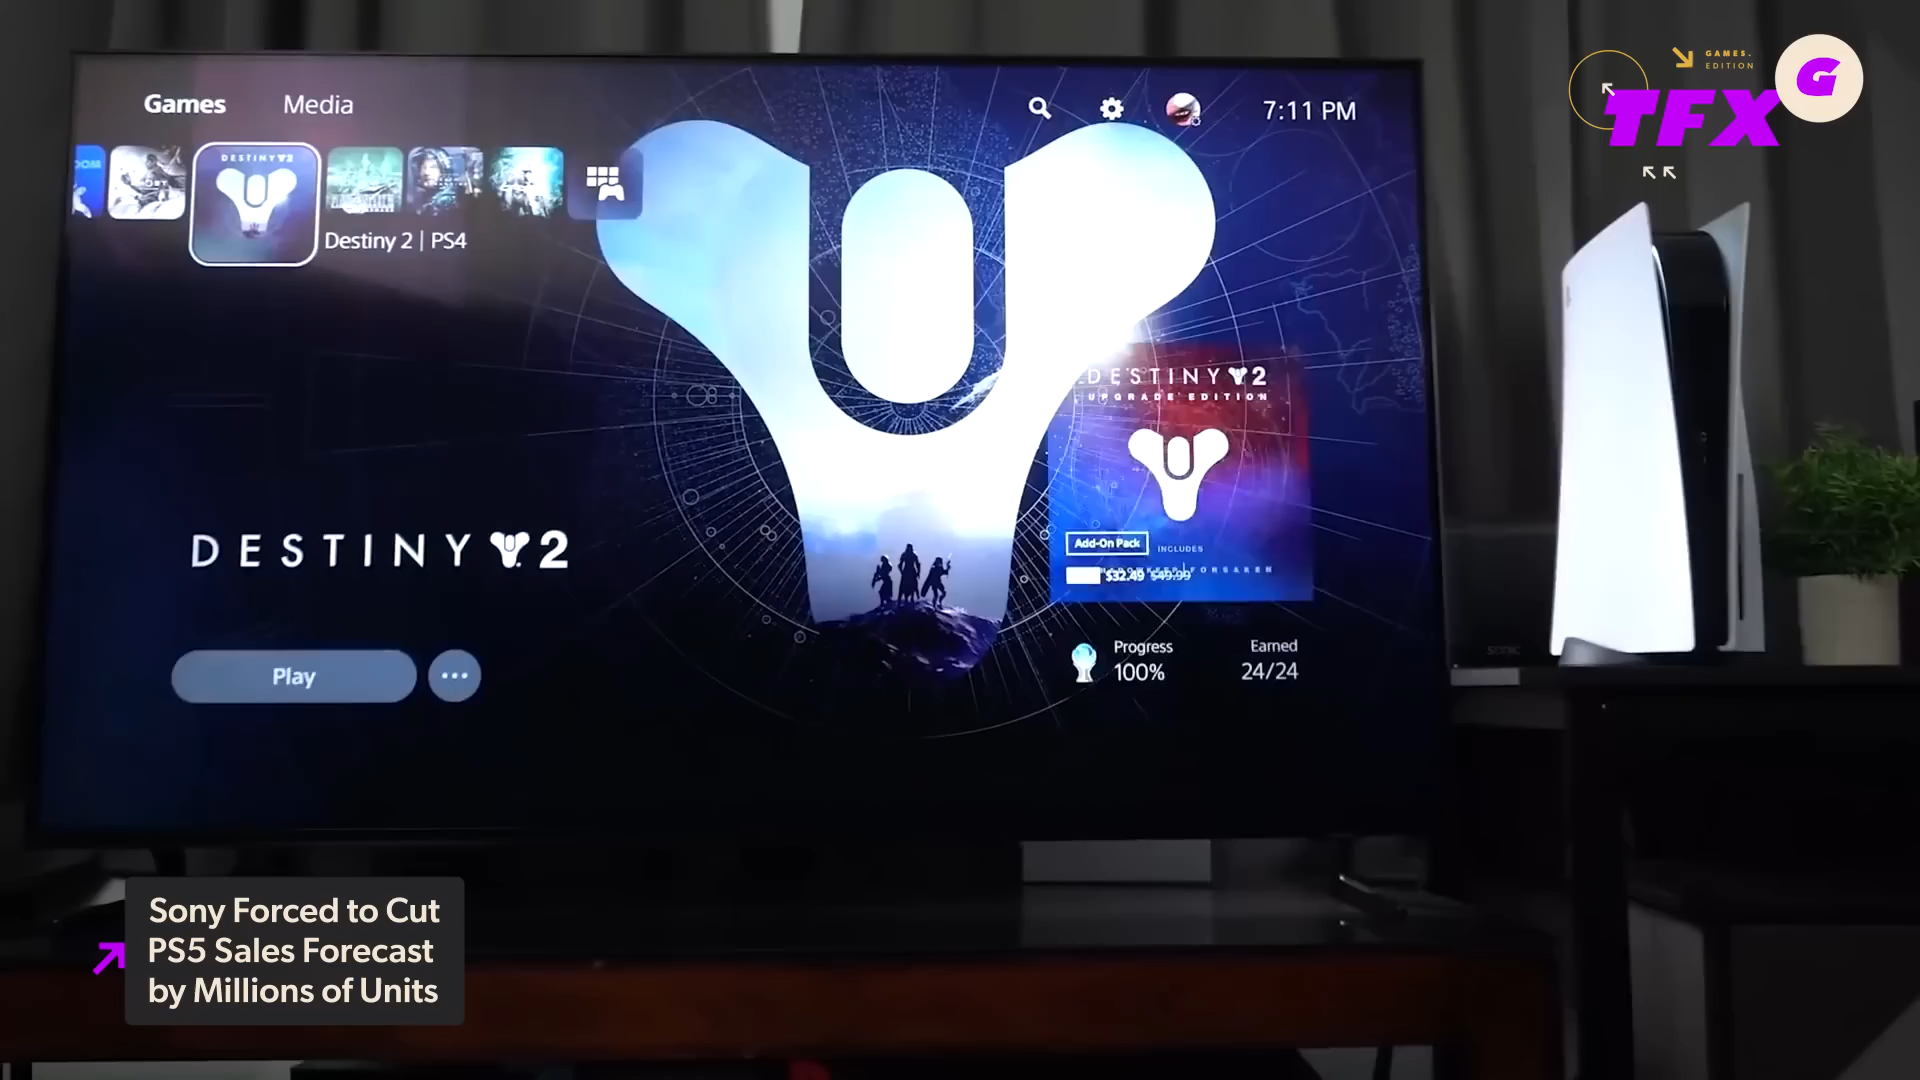 Games Media
7:11 PM
GAMES.
EDITION
TFX
G
DESTINY 2
Destiny 2 | PS4
DESTINY 2
UPGRADE EDITION
Add-On Pack
INCLUDES
FORSAKEN
$32.49 $49.99
DESTINY 2
Progress
100%
Earned
24/24
Play
Sony Forced to Cut
PS5 Sales Forecast
by Millions of Units